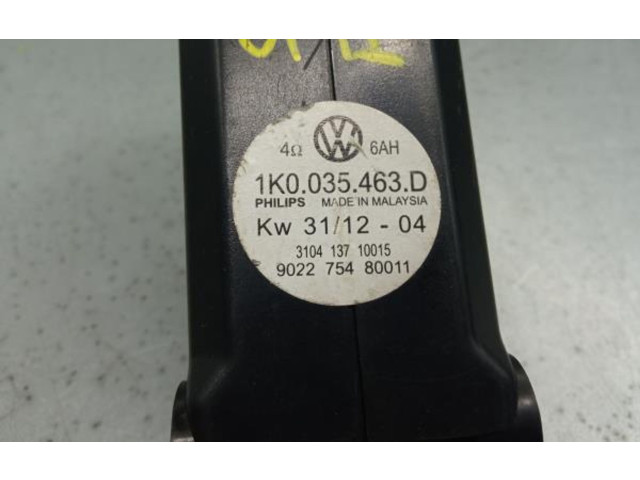 4Ω VW 6AH
1K0.035.463.D
PHILIPS MADE IN MALAYSIA
Kw 31/12 - 04
3104 137 10015
9022 754 80011